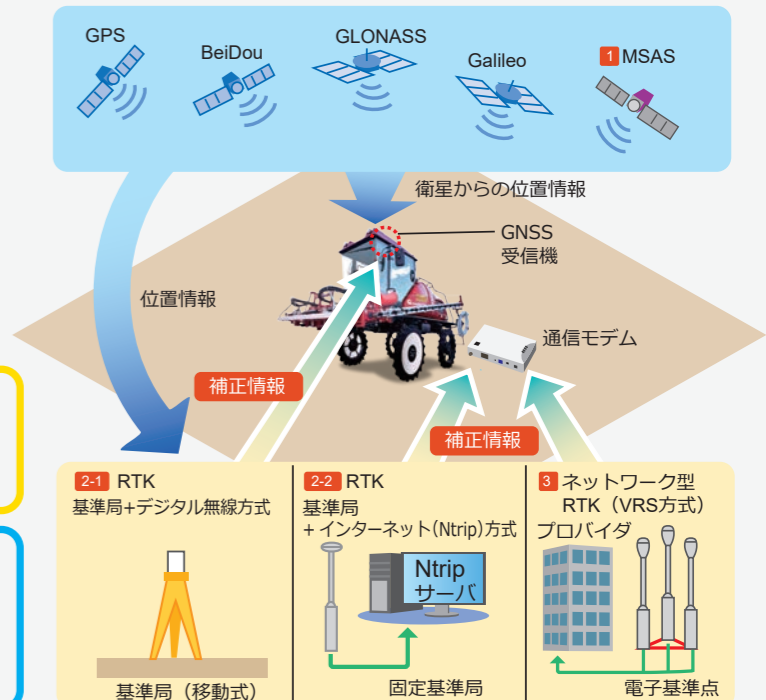 GPS
BeiDou
GLONASS
Galileo
1 MSAS
衛星からの位置情報
GNSS
受信機
位置情報
通信モデム
補正情報
補正情報
2-1 RTK
基準局+デジタル無線方式
基準局（移動式）
2-2 RTK
基準局
+インターネット(Ntrip)方式
Ntrip
サーバ
固定基準局
3 ネットワーク型
RTK（VRS方式）
プロバイダ
電子基準点